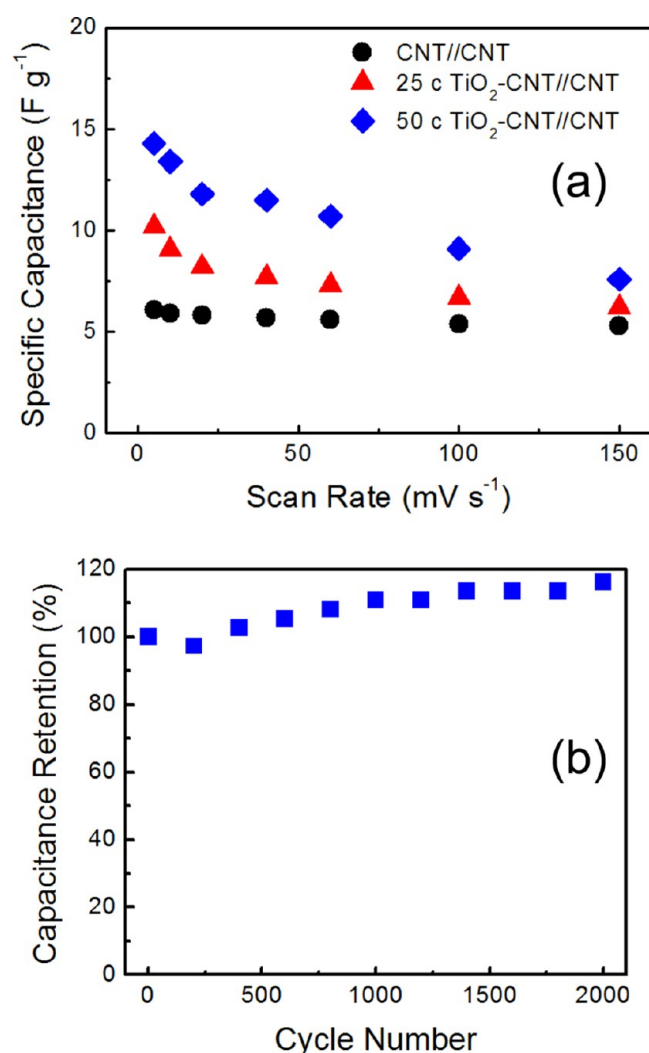 20
15
10
5
0
Specific Capacitance (F g⁻¹)
CNT//CNT
25 c TiO₂-CNT//CNT
50 c TiO₂-CNT//CNT
(a)
0 50 100 150
Scan Rate (mV s⁻¹)
120
100
80
60
40
20
0
Capacitance Retention (%)
(b)
0 500 1000 1500 2000
Cycle Number